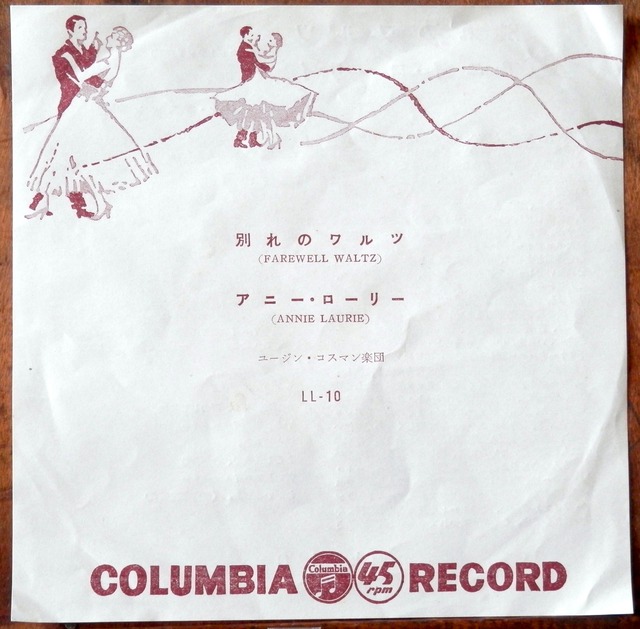 別れのワルツ
(FAREWELL WALTZ)
アニー・ローリー
(ANNIE LAURIE)
ユージン・コスマン楽団
LL-10
COLUMBIA Columbia 45 rpm RECORD